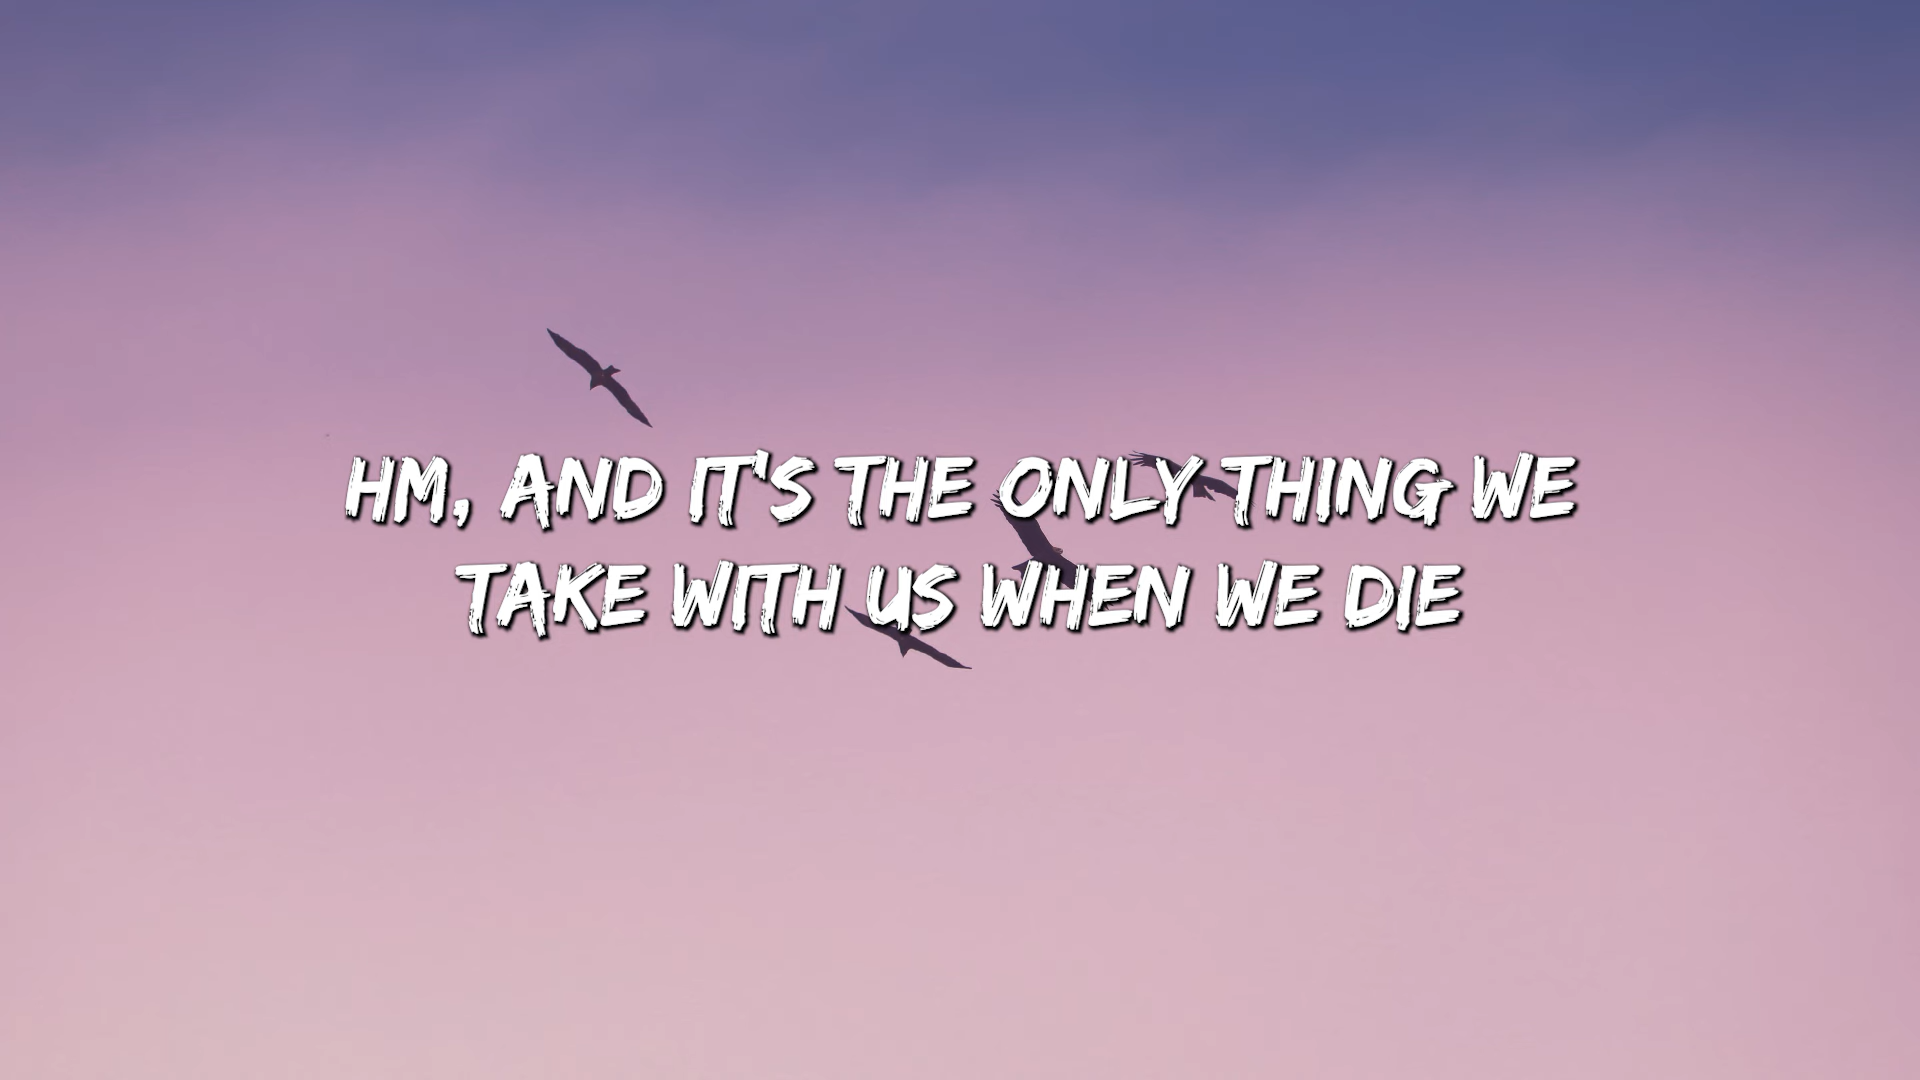 HM, AND IT'S THE ONLY THING WE
TAKE WITH US WHEN WE DIE